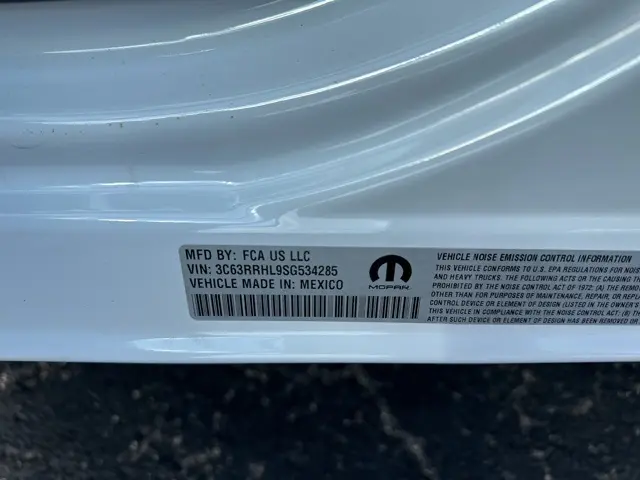 MFD BY: FCA US LLC
VIN: 3C63RRHL9SG534285
VEHICLE MADE IN: MEXICO
MOPAR
VEHICLE NOISE EMISSION CONTROL INFORMATION
THIS VEHICLE CONFORMS TO U.S. EPA REGULATIONS
AND HEAVY TRUCKS. THE FOLLOWING ACTS OR THE CAUSING THE
PROHIBITED BY THE NOISE CONTROL ACT OF 1972: (A) THE REM
OTHER THAN FOR PURPOSES OF MAINTENANCE, REPAIR, OR REP
CONTROL DEVICE OR ELEMENT OF DESIGN (LISTED IN THE OWNER'S
THIS VEHICLE IN COMPLIANCE WITH THE NOISE CONTROL ACT; (B) T
AFTER SUCH DEVICE OR ELEMENT OF DESIGN HAS BEEN REMOVED